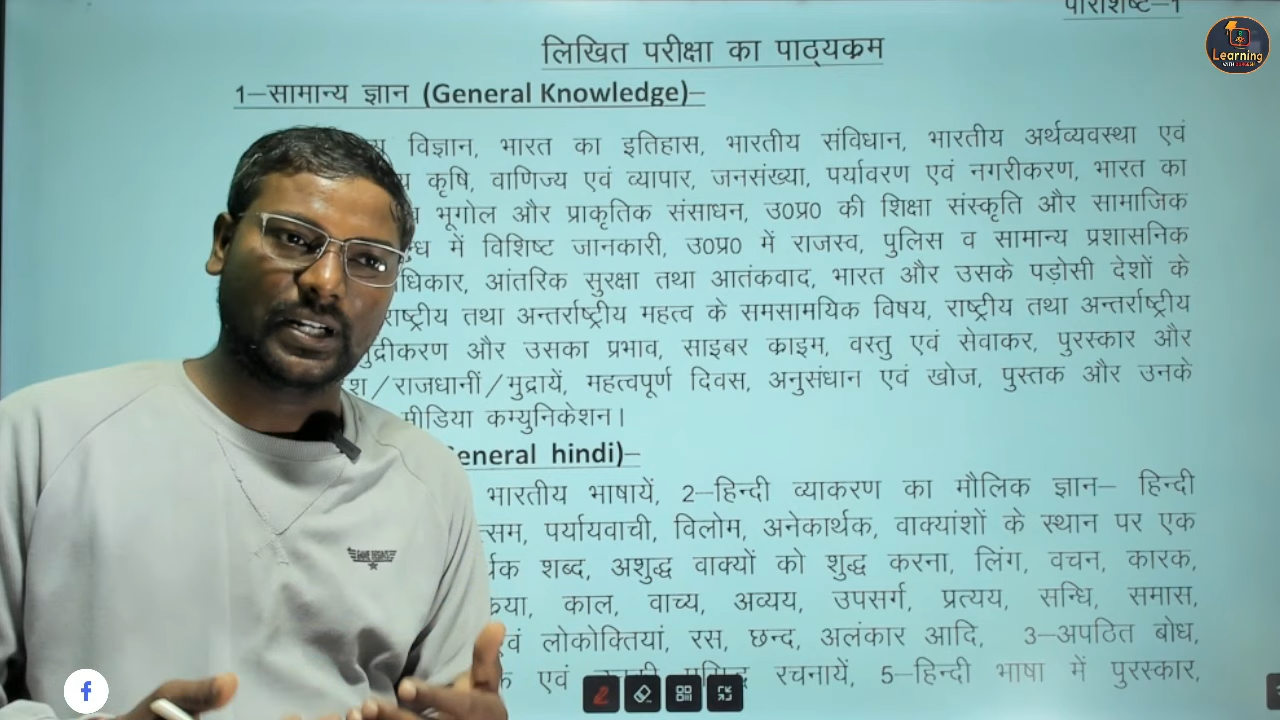 परिशिष्ट–1
लिखित परीक्षा का पाठ्यक्रम
Learning
1–सामान्य ज्ञान (General Knowledge)–
विज्ञान, भारत का इतिहास, भारतीय संविधान, भारतीय अर्थव्यवस्था एवं
कृषि, वाणिज्य एवं व्यापार, जनसंख्या, पर्यावरण एवं नगरीकरण, भारत का
भूगोल और प्राकृतिक संसाधन, उ0प्र0 की शिक्षा संस्कृति और सामाजिक
में विशिष्ट जानकारी, उ0प्र0 में राजस्व, पुलिस व सामान्य प्रशासनिक
आंतरिक सुरक्षा तथा आतंकवाद, भारत और उसके पड़ोसी देशों के
राष्ट्रीय तथा अन्तर्राष्ट्रीय महत्व के समसामयिक विषय, राष्ट्रीय तथा अन्तर्राष्ट्रीय
और उसका प्रभाव, साइबर क्राइम, वस्तु एवं सेवाकर, पुरस्कार और
/राजधानीं/मुद्रायें, महत्वपूर्ण दिवस, अनुसंधान एवं खोज, पुस्तक और उनके
मीडिया कम्युनिकेशन।
General hindi)–
भारतीय भाषायें, 2–हिन्दी व्याकरण का मौलिक ज्ञान– हिन्दी
पर्यायवाची, विलोम, अनेकार्थक, वाक्यांशों के स्थान पर एक
शब्द, अशुद्ध वाक्यों को शुद्ध करना, लिंग, वचन, कारक,
काल, वाच्य, अव्यय, उपसर्ग, प्रत्यय, सन्धि, समास,
एवं लोकोक्तियां, रस, छन्द, अलंकार आदि, 3–अपठित बोध,
एवं रचनायें, 5–हिन्दी भाषा में पुरस्कार,